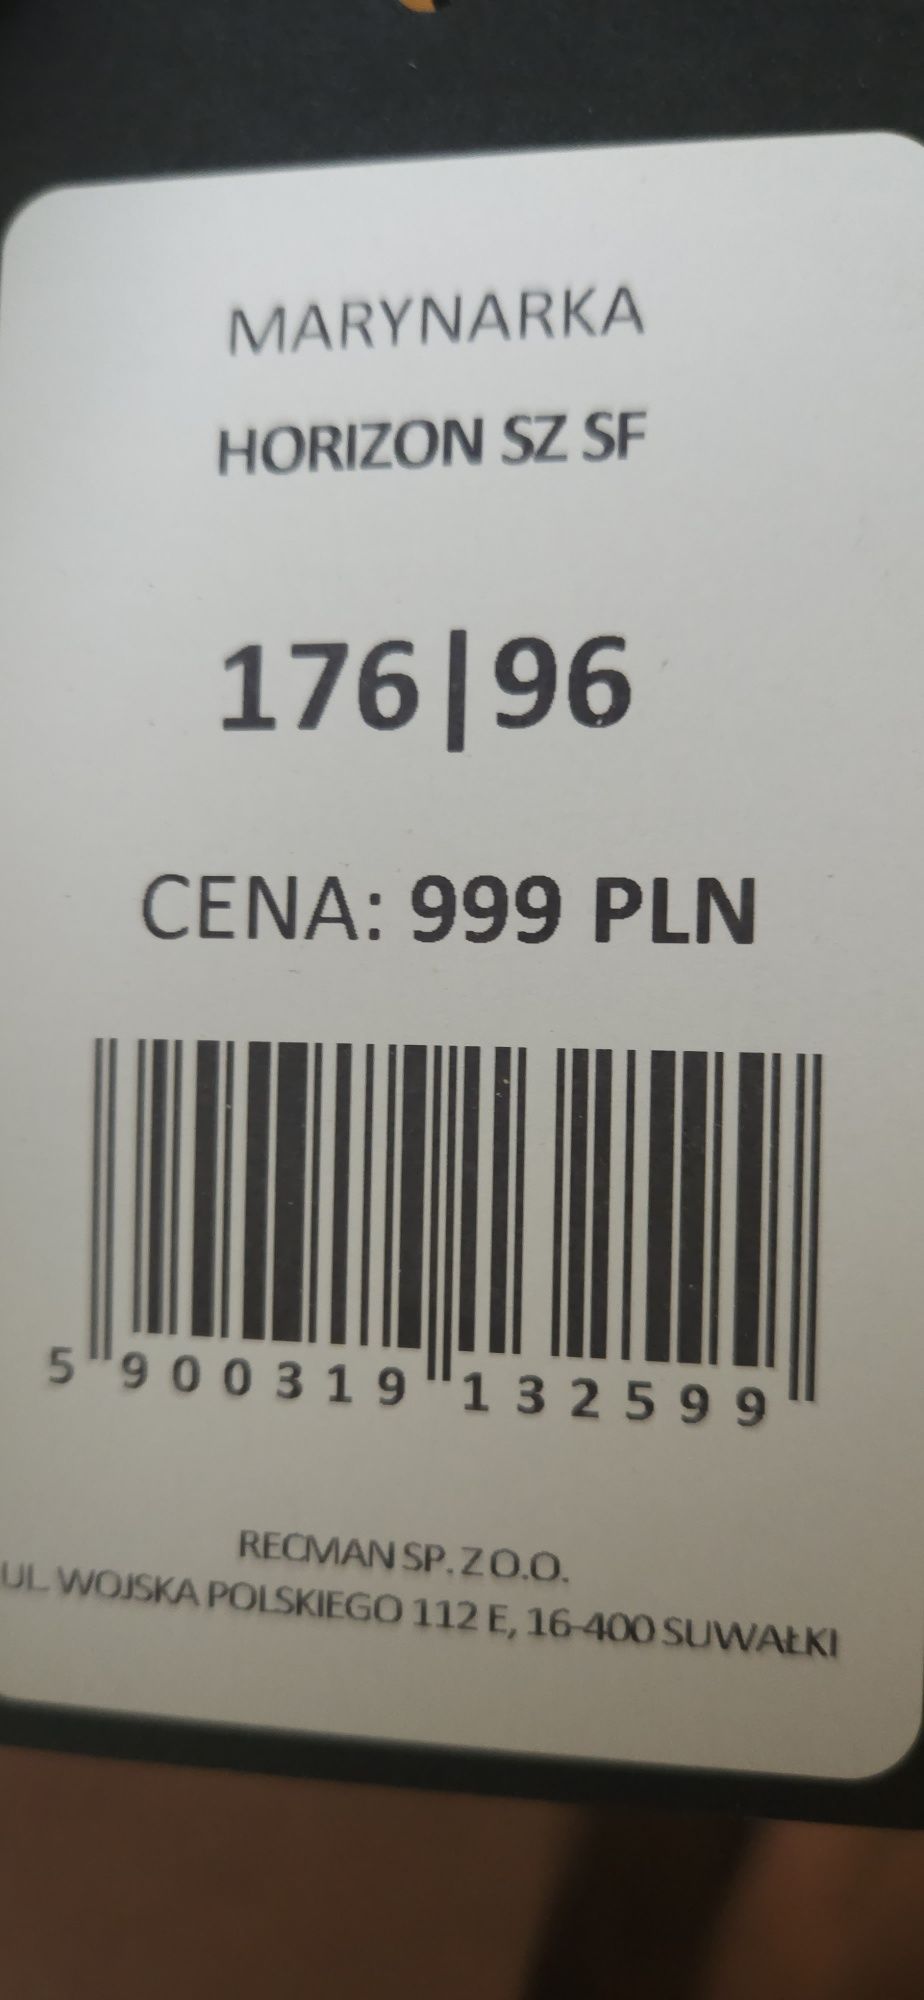 MARYNARKA
HORIZON SZ SF
176|96
CENA: 999 PLN
5 900319 132599
RECMAN SP. Z O.O.
UL WOJSKA POLSKIEGO 112 E, 16-400 SUWAŁKI